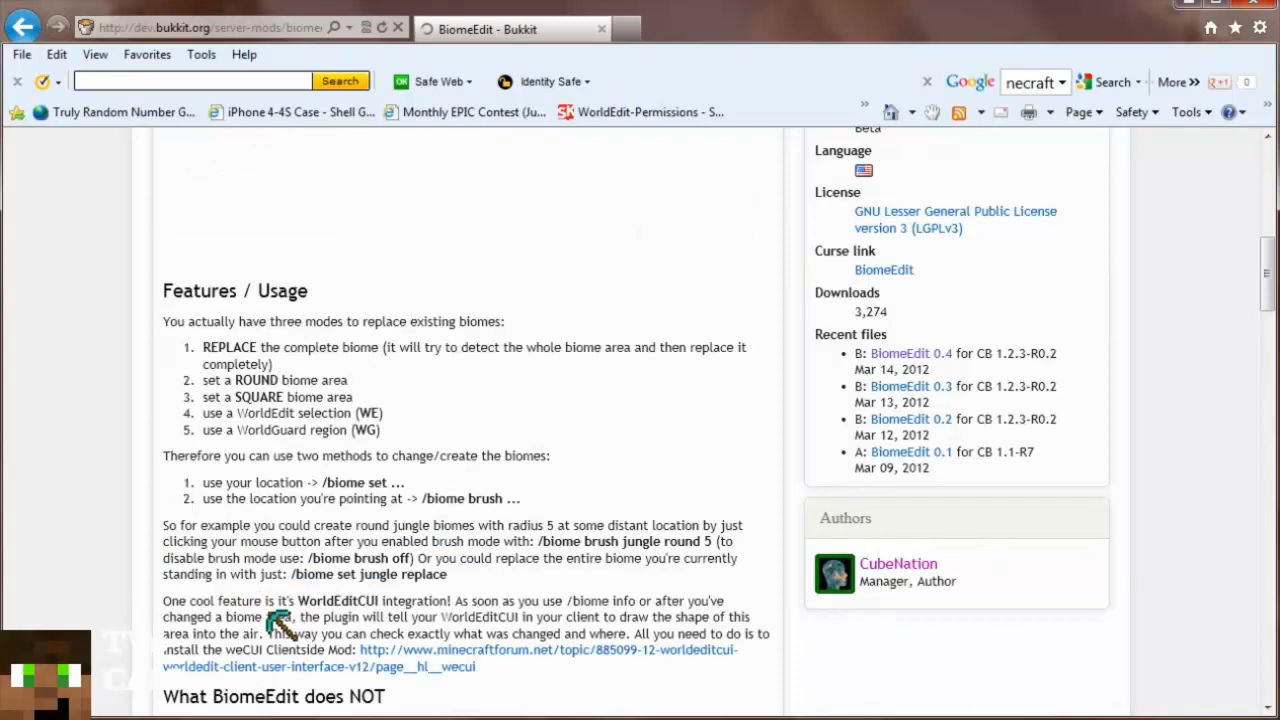 http://dev.bukkit.org/server-mods/biome
BiomeEdit - Bukkit
File Edit View Favorites Tools Help
Search
OK Safe Web
Identity Safe
Google
necraft
Search
More >>
+1
0
Truly Random Number G...
iPhone 4-4S Case - Shell G...
Monthly EPIC Contest (Ju...
SK WorldEdit-Permissions - S...
Page Safety Tools
Beta
Language
License
GNU Lesser General Public License
version 3 (LGPLv3)
Curse link
BiomeEdit
Downloads
3,274
Recent files
B: BiomeEdit 0.4 for CB 1.2.3-R0.2
Mar 14, 2012
B: BiomeEdit 0.3 for CB 1.2.3-R0.2
Mar 13, 2012
B: BiomeEdit 0.2 for CB 1.2.3-R0.2
Mar 12, 2012
A: BiomeEdit 0.1 for CB 1.1-R7
Mar 09, 2012
Authors
CubeNation
Manager, Author
Features / Usage
You actually have three modes to replace existing biomes:
1. REPLACE the complete biome (it will try to detect the whole biome area and then replace it
completely)
2. set a ROUND biome area
3. set a SQUARE biome area
4. use a WorldEdit selection (WE)
5. use a WorldGuard region (WG)
Therefore you can use two methods to change/create the biomes:
1. use your location -> /biome set ...
2. use the location you're pointing at -> /biome brush ...
So for example you could create round jungle biomes with radius 5 at some distant location by just
clicking your mouse button after you enabled brush mode with: /biome brush jungle round 5 (to
disable brush mode use: /biome brush off) Or you could replace the entire biome you're currently
standing in with just: /biome set jungle replace
One cool feature is it's WorldEditCUI integration! As soon as you use /biome info or after you've
changed a biome area, the plugin will tell your WorldEditCUI in your client to draw the shape of this
area into the air. This way you can check exactly what was changed and where. All you need to do is to
install the weCUI Clientside Mod: http://www.minecraftforum.net/topic/885099-12-worldeditcui-
worldedit-client-user-interface-v12/page__hl__wecui
What BiomeEdit does NOT